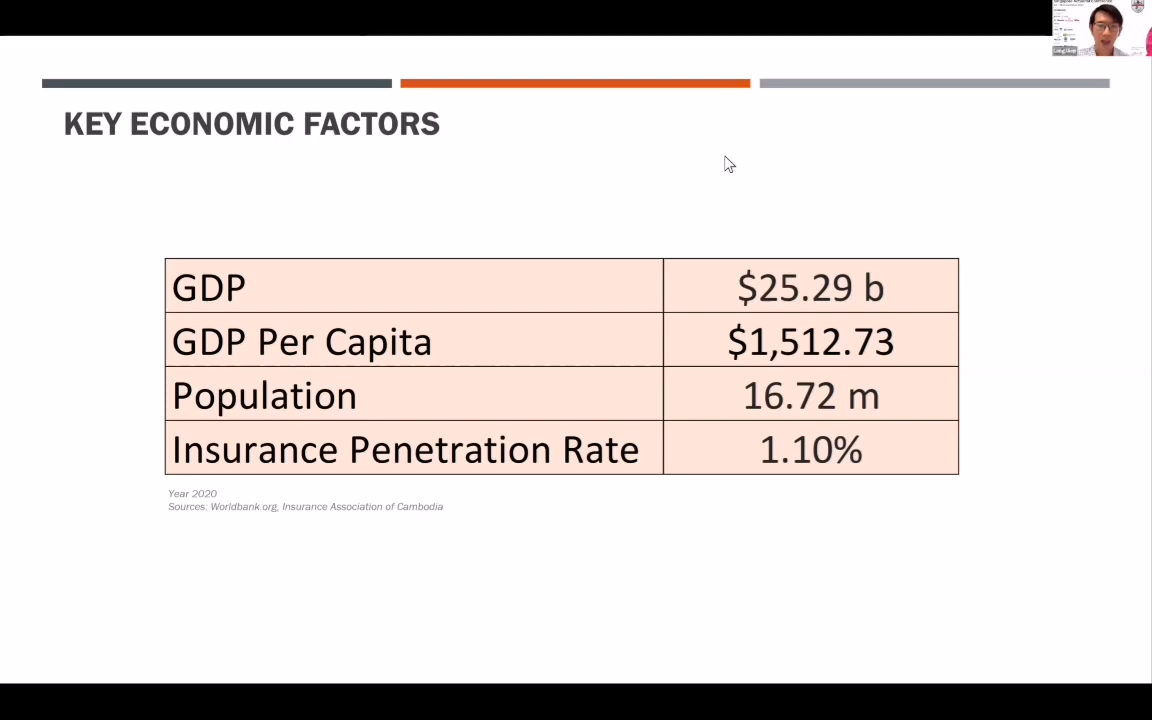 KEY ECONOMIC FACTORS
GDP $25.29 b
GDP Per Capita $1,512.73
Population 16.72 m
Insurance Penetration Rate 1.10%
Year 2020
Sources: Worldbank.org, Insurance Association of Cambodia